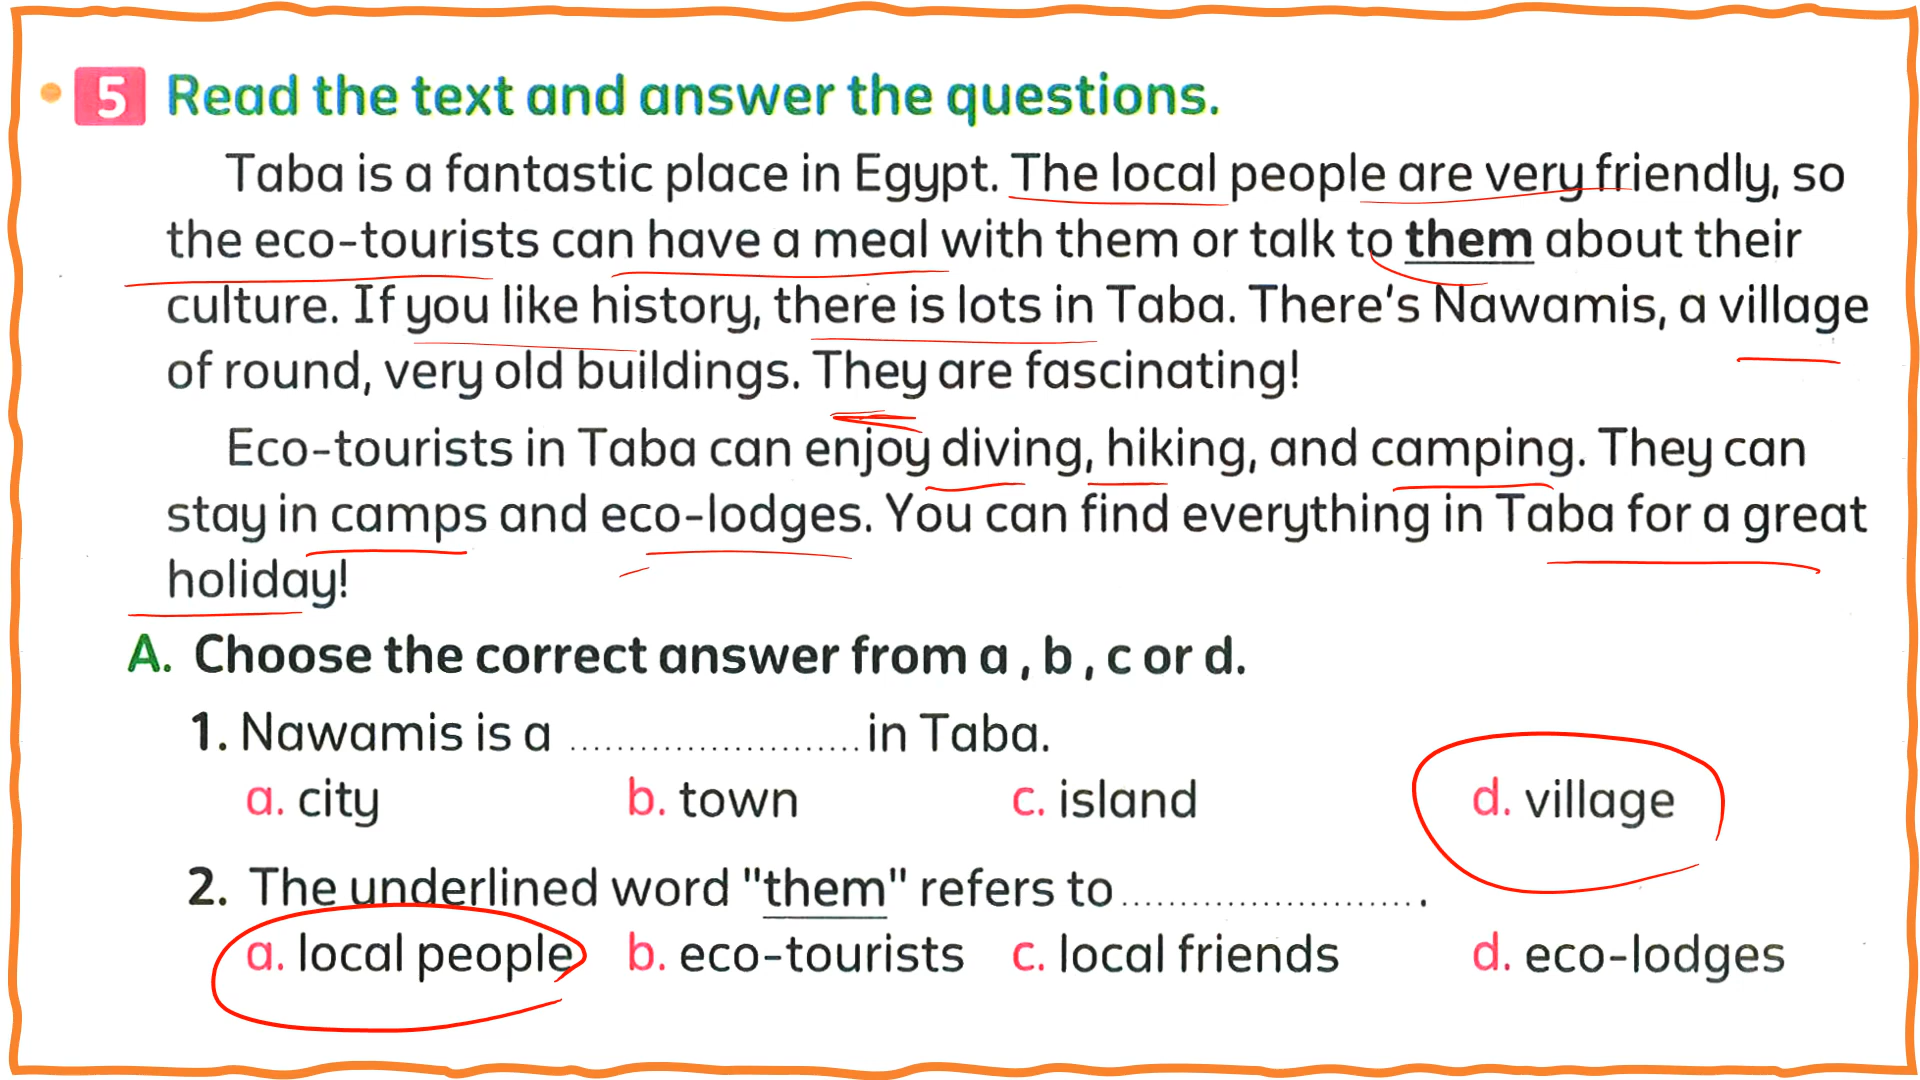 5 Read the text and answer the questions.
Taba is a fantastic place in Egypt. The local people are very friendly, so
the eco-tourists can have a meal with them or talk to them about their
culture. If you like history, there is lots in Taba. There's Nawamis, a village
of round, very old buildings. They are fascinating!
Eco-tourists in Taba can enjoy diving, hiking, and camping. They can
stay in camps and eco-lodges. You can find everything in Taba for a great
holiday!
A. Choose the correct answer from a , b , c or d.
1. Nawamis is a ........................ in Taba.
a. city b. town c. island d. village
2. The underlined word "them" refers to ........................ .
a. local people b. eco-tourists c. local friends d. eco-lodges